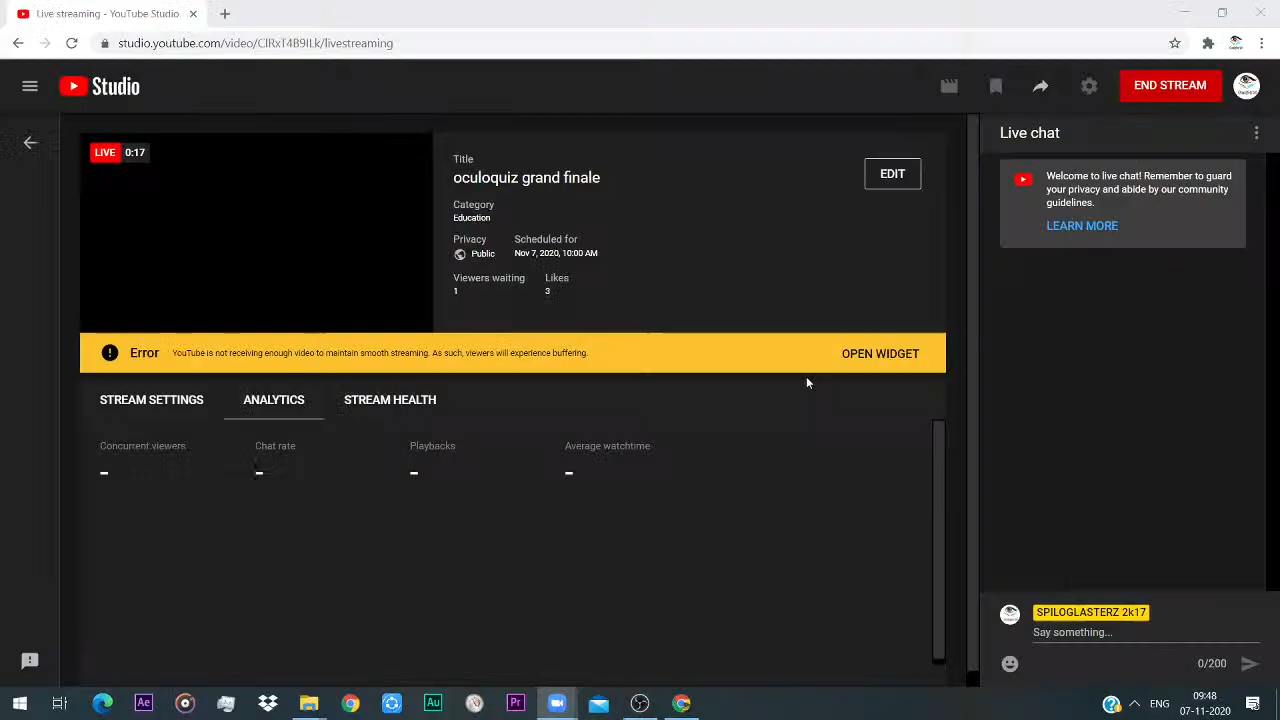 Live streaming - YouTube Studio
studio.youtube.com/video/ClRxT4B9ILk/livestreaming
Studio
END STREAM
LIVE 0:17
Title
oculoquiz grand finale
EDIT
Category
Education
Privacy
Public
Scheduled for
Nov 7, 2020, 10:00 AM
Viewers waiting
1
Likes
3
Error
YouTube is not receiving enough video to maintain smooth streaming. As such, viewers will experience buffering.
OPEN WIDGET
STREAM SETTINGS
ANALYTICS
STREAM HEALTH
Concurrent viewers
-
Chat rate
-
Playbacks
-
Average watchtime
-
Live chat
Welcome to live chat! Remember to guard
your privacy and abide by our community
guidelines.
LEARN MORE
SPILOGLASTERZ 2k17
Say something...
0/200
Ae
Au
Pr
ENG
09:48
07-11-2020